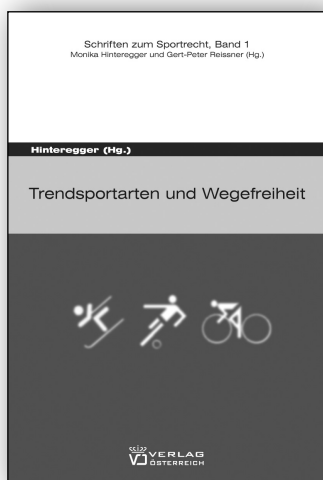 Schriften zum Sportrecht, Band 1
Monika Hinteregger und Gert-Peter Reissner (Hg.)
Hinteregger (Hg.)
Trendsportarten und Wegefreiheit
VERLAG
ÖSTERREICH